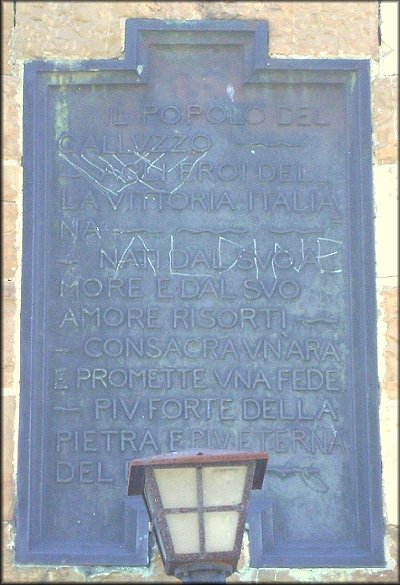 IL POPOLO DEL
GALLVZZO
AGLI EROI DEL
LA VITTORIA ITALIA
NA
NATI DAL SVO A
MORE E DAL SVO
AMORE RISORTI
CONSACRA VN'ARA
E PROMETTE VNA FEDE
PIV FORTE DELLA
PIETRA E PIV ETERNA
DEL
ALDINE